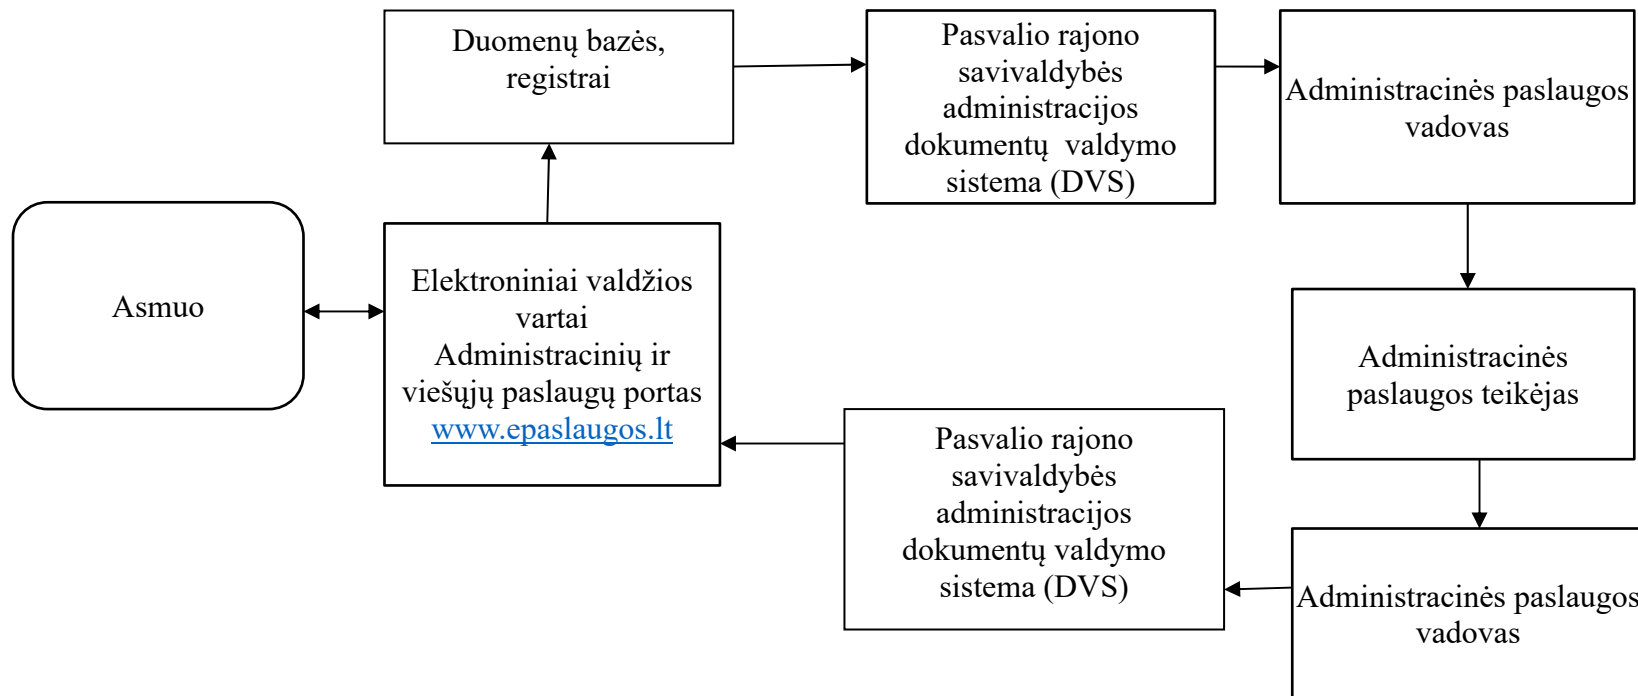 Duomenų bazės,
registrai
Pasvalio rajono
savivaldybės
administracijos
dokumentų valdymo
sistema (DVS)
Administracinės paslaugos
vadovas
Asmuo
Elektroniniai valdžios
vartai
Administracinių ir
viešųjų paslaugų portas
www.epaslaugos.lt
Administracinės
paslaugos teikėjas
Pasvalio rajono
savivaldybės
administracijos
dokumentų valdymo
sistema (DVS)
Administracinės paslaugos
vadovas